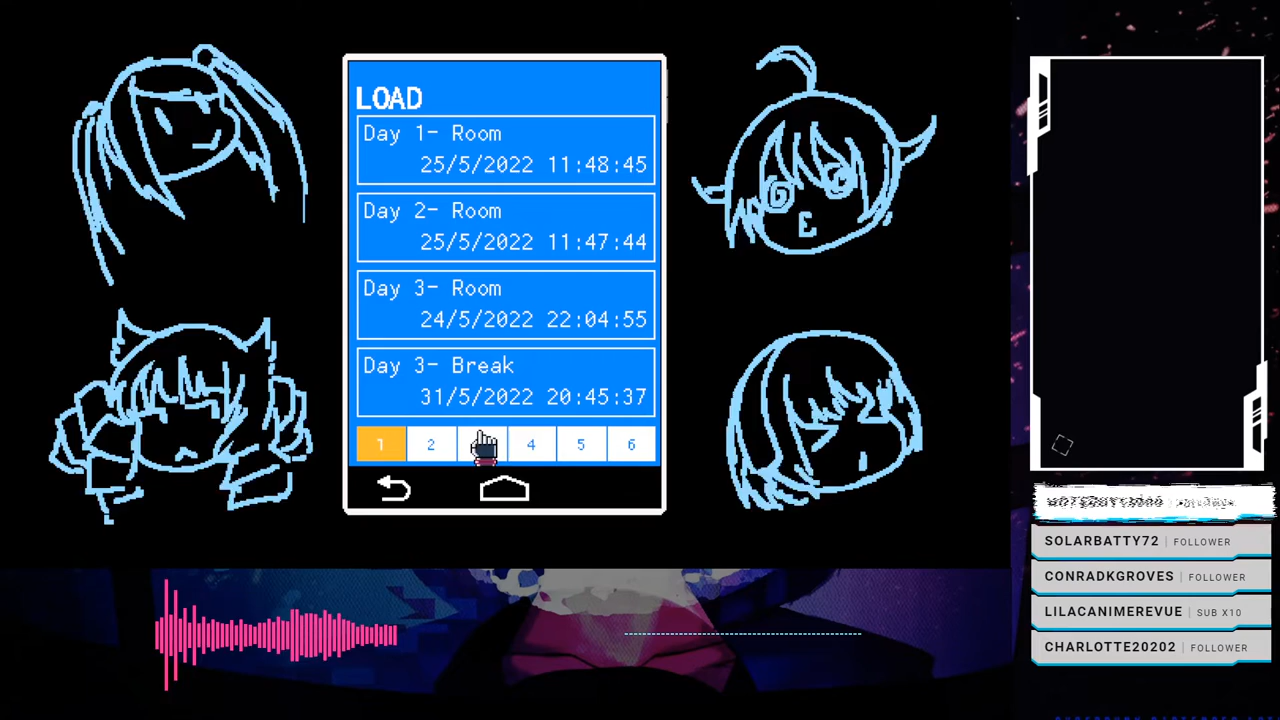 LOAD
Day 1- Room
25/5/2022 11:48:45
Day 2- Room
25/5/2022 11:47:44
Day 3- Room
24/5/2022 22:04:55
Day 3- Break
31/5/2022 20:45:37
1 2 4 5 6
SOLARBATTY72 | FOLLOWER
CONRADKGROVES | FOLLOWER
LILACANIMEREVUE | SUB X10
CHARLOTTE20202 | FOLLOWER